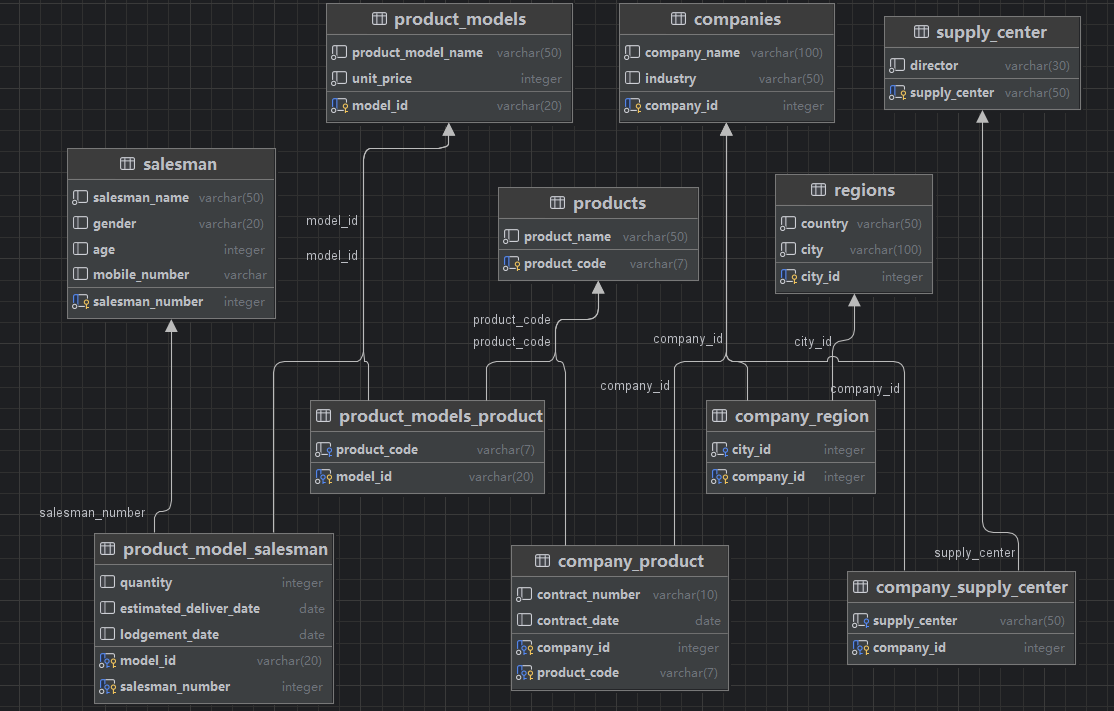 product_models
product_model_name varchar(50)
unit_price integer
model_id varchar(20)
companies
company_name varchar(100)
industry varchar(50)
company_id integer
supply_center
director varchar(30)
supply_center varchar(50)
salesman
salesman_name varchar(50)
gender varchar(20)
age integer
mobile_number varchar
salesman_number integer
products
product_name varchar(50)
product_code varchar(7)
regions
country varchar(50)
city varchar(100)
city_id integer
model_id
model_id
product_code
product_code
company_id
city_id
company_id
company_id
product_models_product
product_code varchar(7)
model_id varchar(20)
company_region
city_id integer
company_id integer
salesman_number
supply_center
product_model_salesman
quantity integer
estimated_deliver_date date
lodgement_date date
model_id varchar(20)
salesman_number integer
company_product
contract_number varchar(10)
contract_date date
company_id integer
product_code varchar(7)
company_supply_center
supply_center varchar(50)
company_id integer